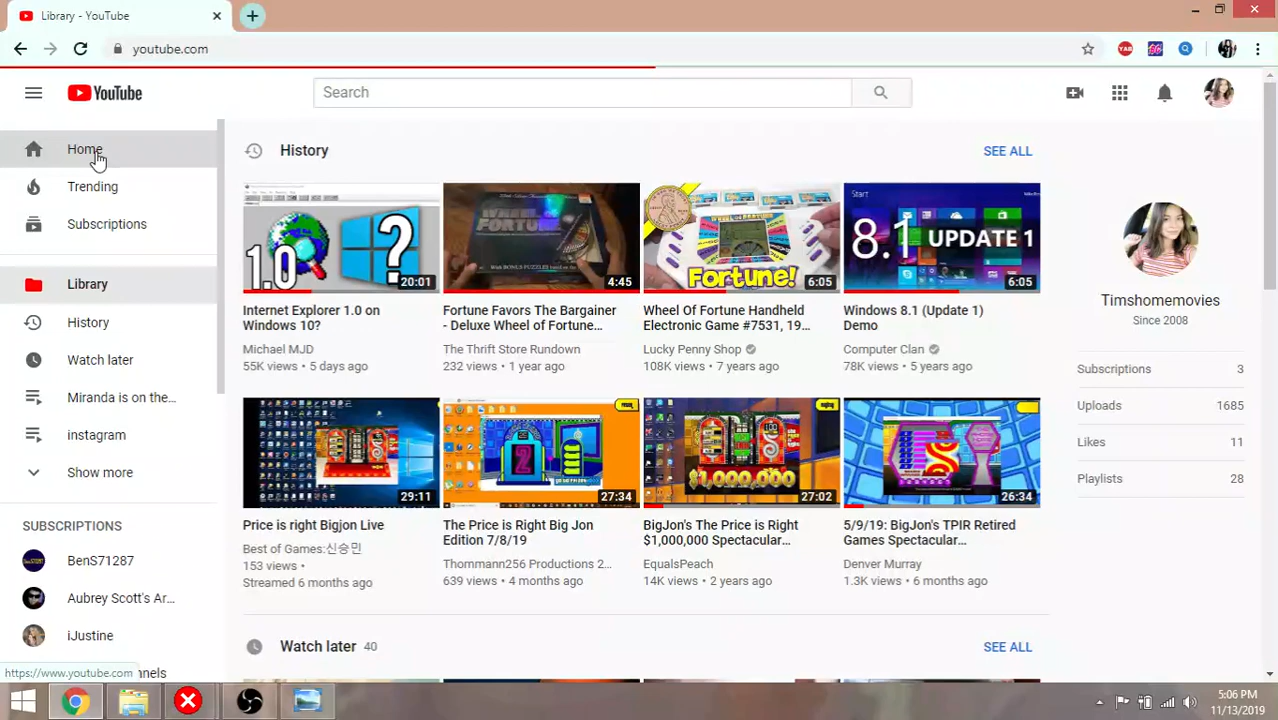 Library - YouTube
youtube.com
YouTube
Search
Home
Trending
Subscriptions
Library
History
Watch later
Miranda is on the...
instagram
Show more
SUBSCRIPTIONS
BenS71287
Aubrey Scott's Ar...
iJustine
nnels
https://www.youtube.com
History
SEE ALL
1.0
?
20:01
Internet Explorer 1.0 on
Windows 10?
Michael MJD
55K views • 5 days ago
WHEEL OF
FORTUNE
4:45
Fortune Favors The Bargainer
- Deluxe Wheel of Fortune...
The Thrift Store Rundown
232 views • 1 year ago
Fortune!
6:05
Wheel Of Fortune Handheld
Electronic Game #7531, 19...
Lucky Penny Shop
108K views • 7 years ago
Start
8.1 UPDATE 1
6:05
Windows 8.1 (Update 1)
Demo
Computer Clan
78K views • 5 years ago
29:11
Price is right Bigjon Live
Best of Games:신승민
153 views •
Streamed 6 months ago
2
27:34
The Price is Right Big Jon
Edition 7/8/19
Thornmann256 Productions 2...
639 views • 4 months ago
$1,000,000
27:02
BigJon's The Price is Right
$1,000,000 Spectacular...
EqualsPeach
14K views • 2 years ago
26:34
5/9/19: BigJon's TPIR Retired
Games Spectacular...
Denver Murray
1.3K views • 6 months ago
Watch later 40
SEE ALL
Timshomemovies
Since 2008
Subscriptions 3
Uploads 1685
Likes 11
Playlists 28
5:06 PM
11/13/2019